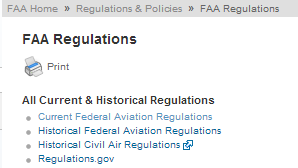 FAA Home » Regulations & Policies » FAA Regulations
FAA Regulations
Print
All Current & Historical Regulations
Current Federal Aviation Regulations
Historical Federal Aviation Regulations
Historical Civil Air Regulations
Regulations.gov